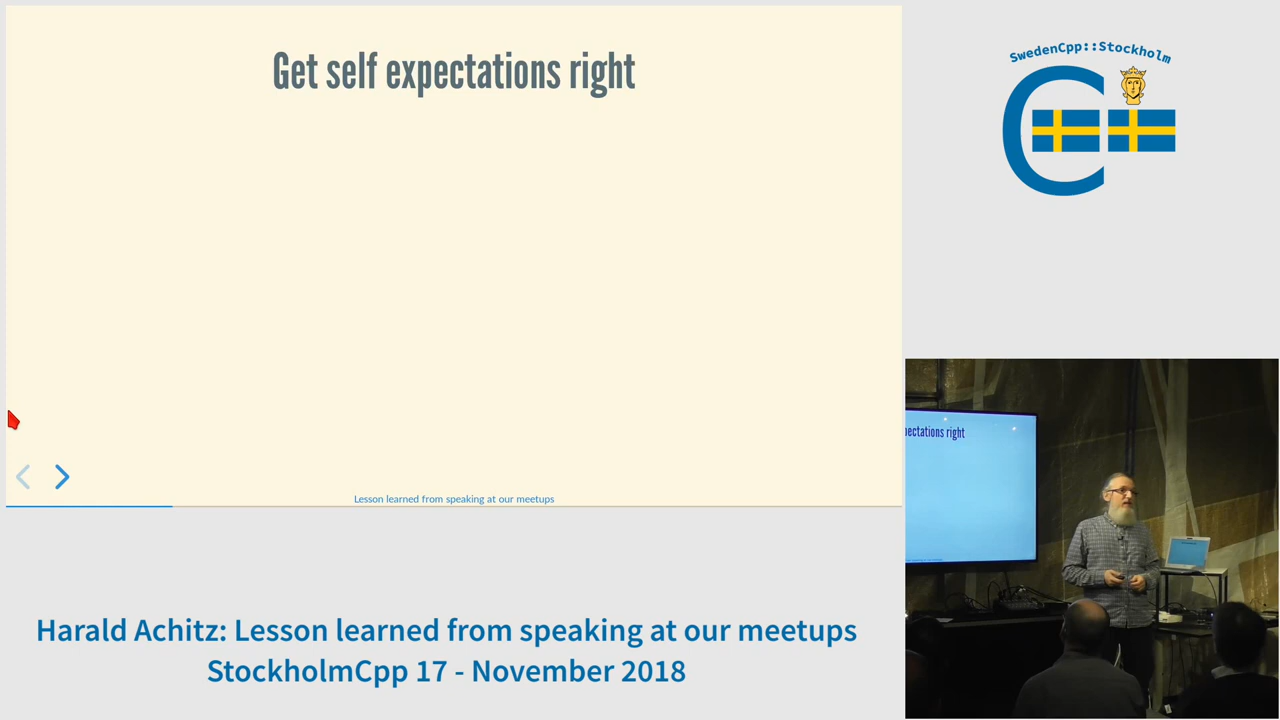 Get self expectations right
Lesson learned from speaking at our meetups
SwedenCpp::Stockholm
C
pectations right
Harald Achitz: Lesson learned from speaking at our meetups
StockholmCpp 17 - November 2018